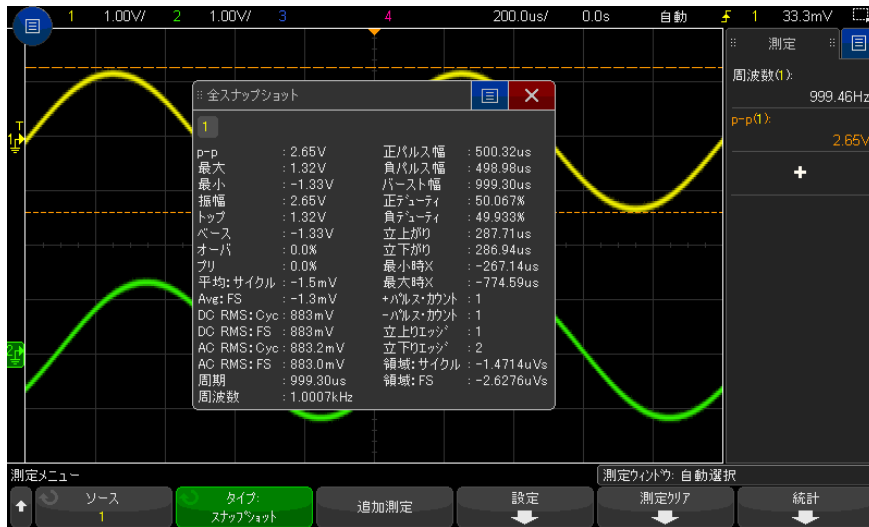 1 1.00V/ 2 1.00V/ 3 4 200.0us/ 0.0s 自動 1 33.3mV
測定
周波数(1):
999.46Hz
p-p(1):
2.65V
+
T
1
2
全スナップショット
1
p-p : 2.65V 正パルス幅 : 500.32us
最大 : 1.32V 負パルス幅 : 498.98us
最小 : -1.33V バースト幅 : 999.30us
振幅 : 2.65V 正デューティ : 50.067%
トップ : 1.32V 負デューティ : 49.933%
ベース : -1.33V 立上がり : 287.71us
オーバ : 0.0% 立下がり : 286.94us
プリ : 0.0% 最小時X : -267.14us
平均:サイクル : -1.5mV 最大時X : -774.59us
Avg:FS : -1.3mV +パルス・カウント : 1
DC RMS:Cyc : 883mV -パルス・カウント : 1
DC RMS:FS : 883mV 立上りエッジ : 1
AC RMS:Cyc : 883.2mV 立下りエッジ : 2
AC RMS:FS : 883.0mV 領域:サイクル : -1.4714uVs
周期 : 999.30us 領域:FS : -2.6276uVs
周波数 : 1.0007kHz
測定メニュー
測定ウィンドウ: 自動選択
ソース
1
タイプ:
スナップショット
追加測定
設定
測定クリア
統計